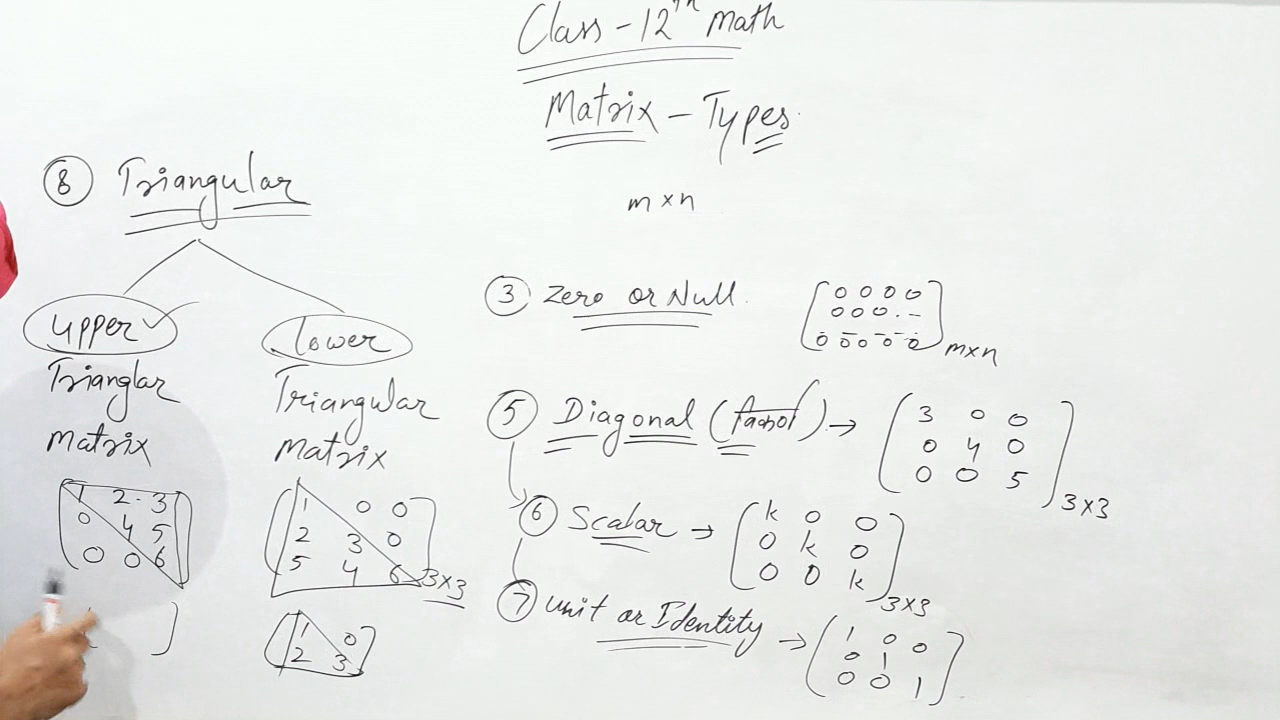 Class - 12th Math
Matrix - Types
m × n
⑧ Triangular
Upper
Trianglar
Matrix
1 2 3
0 4 5
0 0 6
Lower
Triangular
Matrix
1 0 0
2 3 0
5 4 6 3×3
1 0
2 3
③ Zero or Null
0 0 0 0
0 0 0 . -
0 0 0 0 0 m×n
⑤ Diagonal ( ) →
3 0 0
0 4 0
0 0 5 3×3
⑥ Scalar →
k 0 0
0 k 0
0 0 k 3×3
⑦ Unit or Identity →
1 0 0
0 1
0 0 1